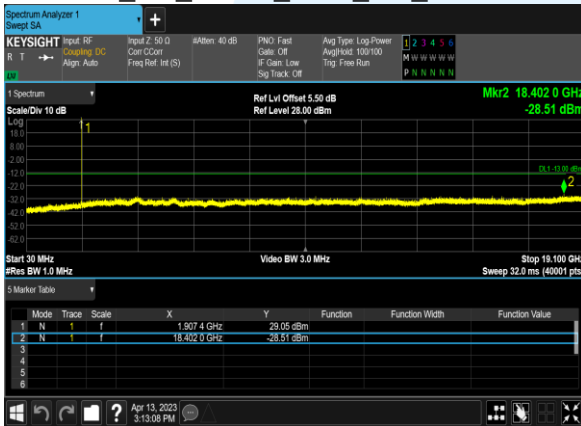 Spectrum Analyzer 1
Swept SA
KEYSIGHT Input: RF Input Z: 50 Ω #Atten: 40 dB PNO: Fast Avg Type: Log-Power 1 2 3 4 5 6
R T Coupling: DC Corr CCorr Gate: Off Avg|Hold: 100/100 M W W W W W
Align: Auto Freq Ref: Int (S) IF Gain: Low Trig: Free Run
LXI Sig Track: Off P N N N N N
1 Spectrum Ref Lvl Offset 5.50 dB Mkr2 18.402 0 GHz
Scale/Div 10 dB Ref Level 28.00 dBm -28.51 dBm
Log
1
18.0
8.00
-2.00
-12.0 DL1 -13.00 dBm
-22.0 2
-32.0
-42.0
-52.0
-62.0
Start 30 MHz Video BW 3.0 MHz Stop 19.100 GHz
#Res BW 1.0 MHz Sweep 32.0 ms (40001 pts)
5 Marker Table
Mode Trace Scale X Y Function Function Width Function Value
1 N 1 f 1.907 4 GHz 29.05 dBm
2 N 1 f 18.402 0 GHz -28.51 dBm
3
4
5
6
? Apr 13, 2023
3:13:08 PM